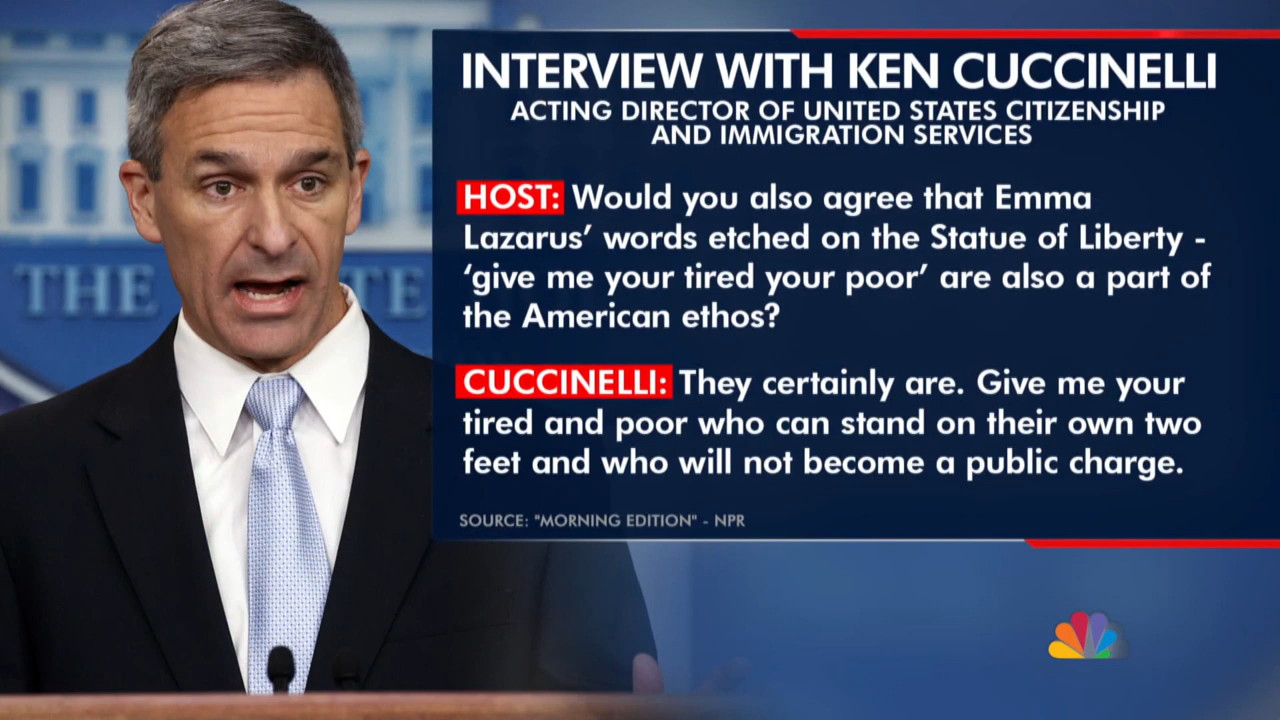 INTERVIEW WITH KEN CUCCINELLI
ACTING DIRECTOR OF UNITED STATES CITIZENSHIP
AND IMMIGRATION SERVICES
HOST: Would you also agree that Emma
Lazarus’ words etched on the Statue of Liberty -
‘give me your tired your poor’ are also a part of
the American ethos?
CUCCINELLI: They certainly are. Give me your
tired and poor who can stand on their own two
feet and who will not become a public charge.
SOURCE: "MORNING EDITION" - NPR
THE
TE